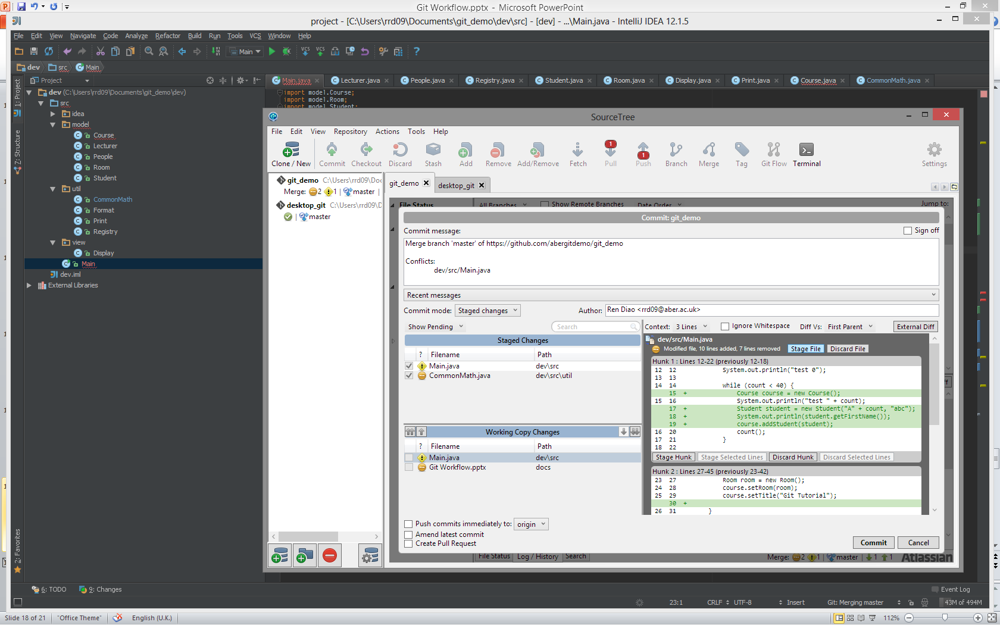 Git Workflow.pptx - Microsoft PowerPoint
project - [C:\Users\rrd09\Documents\git_demo\dev\src] - [dev] - ...\Main.java - IntelliJ IDEA 12.1.5
File Edit View Navigate Code Analyze Refactor Build Run Tools VCS Window Help
Main
dev src Main
Project
Main.java Lecturer.java People.java Registry.java Student.java Room.java Display.java Print.java Course.java CommonMath.java
1: Project
Z: Structure
2: Favorites
dev (C:\Users\rrd09\Documents\git_demo\dev)
src
idea
model
Course
Lecturer
People
Room
Student
util
CommonMath
Format
Print
Registry
view
Display
Main
dev.iml
External Libraries
import model.Course;
import model.Room;
import model.Student;
SourceTree
File Edit View Repository Actions Tools Help
Clone / New Commit Checkout Discard Stash Add Remove Add/Remove Fetch 1 Pull 1 Push Branch Merge Tag Git Flow Terminal Settings
git_demo C:\Users\rrd09\Doc
Merge: 2 1 | master |
desktop_git C:\Users\rrd09\D
| master
git_demo desktop_git
File Status All Branches Show Remote Branches Date Order Jump to:
Commit: git_demo
Commit message: Sign off
Merge branch 'master' of https://github.com/abergitdemo/git_demo
Conflicts:
dev/src/Main.java
Recent messages
Commit mode: Staged changes Author: Ren Diao <rrd09@aber.ac.uk>
Show Pending Search
Staged Changes
? Filename Path
Main.java dev\src
CommonMath.java dev\src\util
Working Copy Changes
? Filename Path
Main.java dev\src
Git Workflow.pptx docs
Context: 3 Lines Ignore Whitespace Diff Vs: First Parent External Diff
dev/src/Main.java
Modified file, 10 lines added, 7 lines removed Stage File Discard File
Hunk 1 : Lines 12-22 (previously 12-18)
12 12 System.out.println("test 0");
13 13
14 14 while (count < 40) {
15 + Course course = new Course();
15 16 System.out.println("test " + count);
17 + Student student = new Student("A" + count, "abc");
18 + System.out.println(student.getFirstName());
19 + course.addStudent(student);
16 20 count();
17 21 }
18 22
Stage Hunk Stage Selected Lines Discard Hunk Discard Selected Lines
Hunk 2 : Lines 27-45 (previously 23-42)
23 27 Room room = new Room();
24 28 course.setRoom(room);
25 29 course.setTitle("Git Tutorial");
30 +
26 31 }
Push commits immediately to: origin
Amend latest commit
Create Pull Request
Commit Cancel
File Status Log / History Search Merge: 2 1 | master | 1 1 Atlassian
6: TODO 9: Changes Event Log
23:1 CRLF UTF-8 Insert Git: Merging master 43M of 494M
Slide 18 of 21 "Office Theme" English (U.K.) 112%